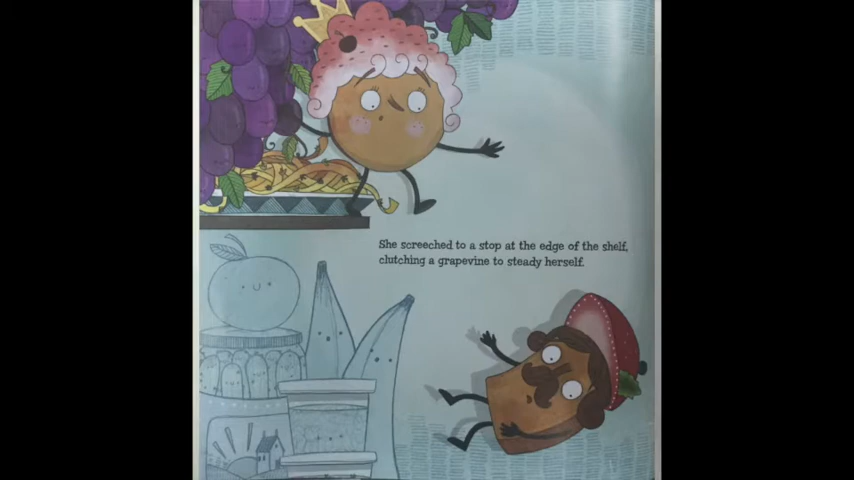 She screeched to a stop at the edge of the shelf,
clutching a grapevine to steady herself.